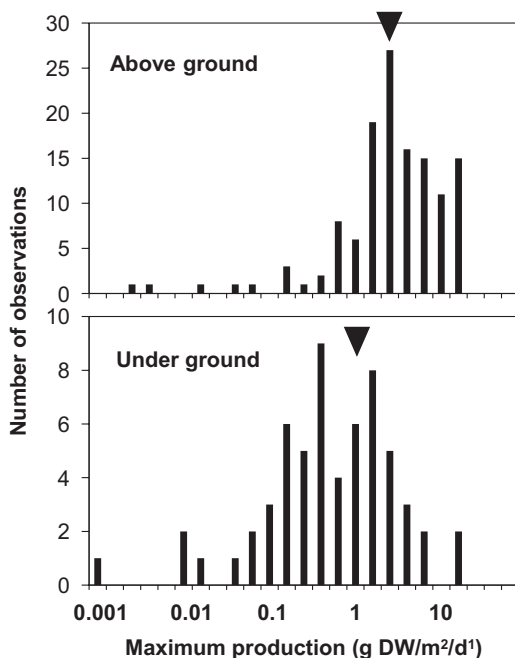 30
25
20
15
10
5
0
Above ground
Number of observations
10
8
6
4
2
0
Under ground
0.001 0.01 0.1 1 10
Maximum production (g DW/m²/d¹)